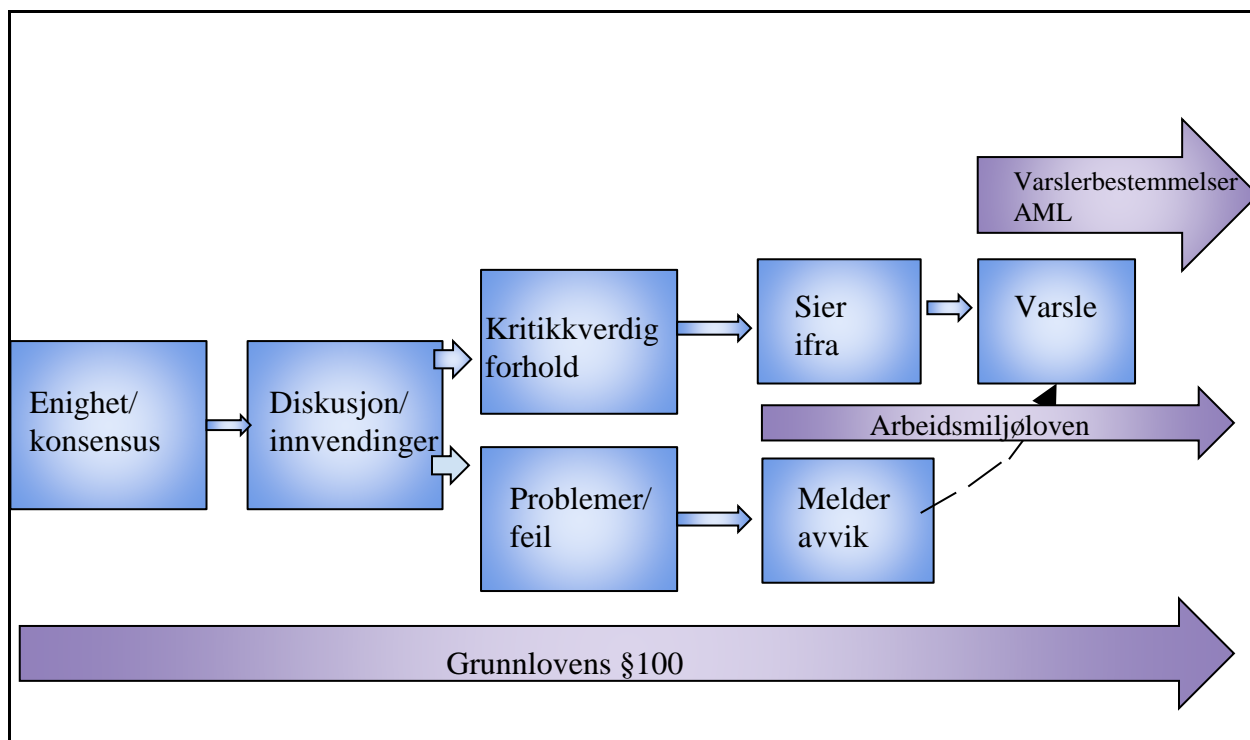 Varslerbestemmelser
AML
Sier
ifra
Varsle
Kritikkverdig
forhold
Enighet/
konsensus
Diskusjon/
innvendinger
Arbeidsmiljøloven
Problemer/
feil
Melder
avvik
Grunnlovens §100